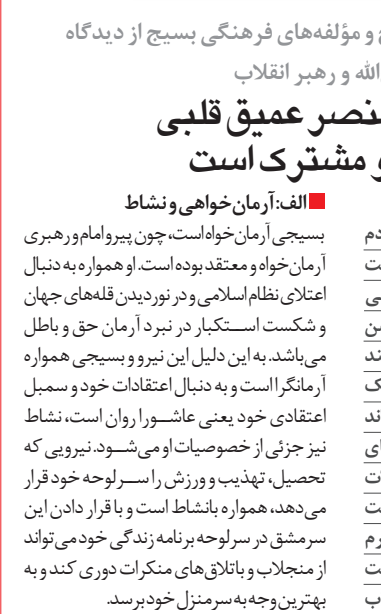 و مؤلفه‌های فرهنگی بسیج از دیدگاه
الله و رهبر انقلاب
نصر عمیق قلبی
و مشترک است
الف: آرمان‌خواهی و نشاط
بسیجی آرمان‌خواه است، چون پیرو امام و رهبری
آرمان‌خواه و معتقد بوده است. او همواره به دنبال
اعتلای نظام اسلامی و در نوردیدن قله‌های جهان
و شکست استکبار در نبرد آرمان حق و باطل
می‌باشد. به این دلیل این نیرو و بسیجی همواره
آرمانگرا است و به دنبال اعتقادات خود و سمبل
اعتقادی خود یعنی عاشورا روان است، نشاط
نیز جزئی از خصوصیات او می‌شود. نیرویی که
تحصیل، تهذیب و ورزش را سرلوحه خود قرار
می‌دهد، همواره بانشاط است و با قرار دادن این
سرمشق در سرلوحه برنامه زندگی خود می‌تواند
از منجلاب و باتلاق‌های منکرات دوری کند و به
بهترین وجه به سرمنزل خود برسد.